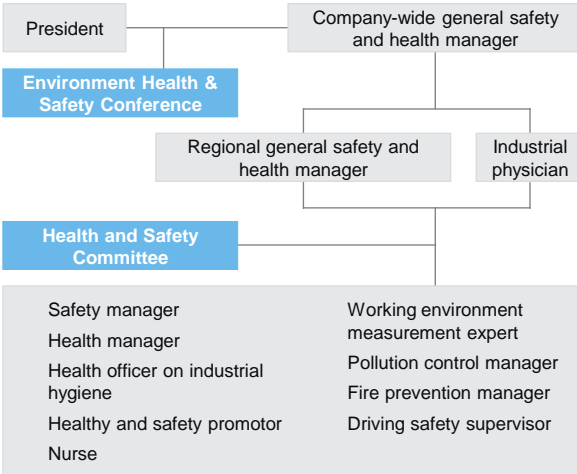 President
Company-wide general safety
and health manager
Environment Health &
Safety Conference
Regional general safety and
health manager
Industrial
physician
Health and Safety
Committee
Safety manager
Health manager
Health officer on industrial
hygiene
Healthy and safety promotor
Nurse
Working environment
measurement expert
Pollution control manager
Fire prevention manager
Driving safety supervisor